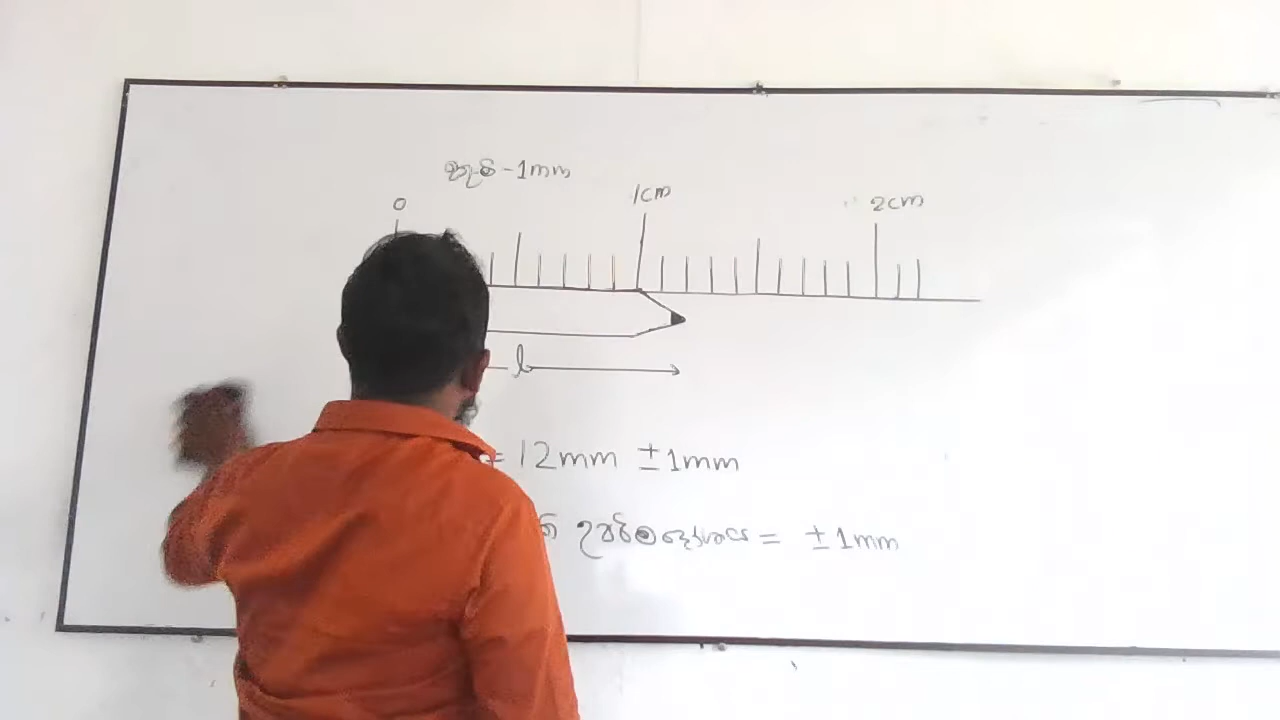 කුඩා - 1mm
0 1cm 2cm
l
= 12mm ±1mm
උපරිම දෝෂය = ±1mm